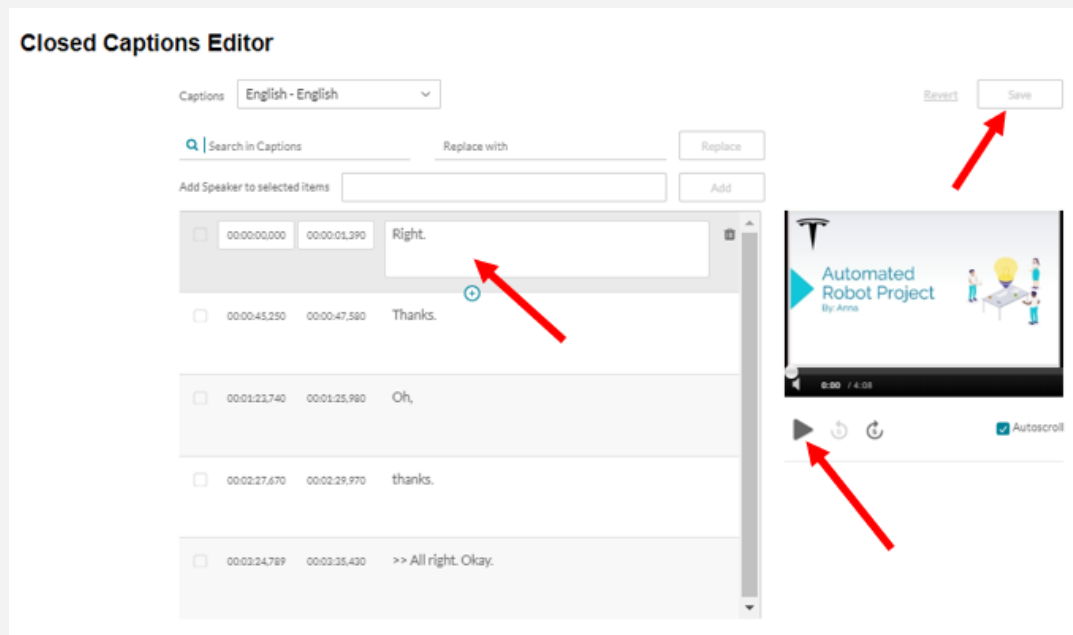 Closed Captions Editor
Captions English - English Revert Save
Search in Captions Replace with Replace
Add Speaker to selected items Add
00:00:00,000 00:00:01,390 Right.
00:00:45,250 00:00:47,580 Thanks.
00:01:23,740 00:01:25,980 Oh,
00:02:27,670 00:02:29,970 thanks.
00:03:24,789 00:03:35,430 >> All right. Okay.
Automated
Robot Project
By: Anna
0:00 / 4:08
Autoscroll